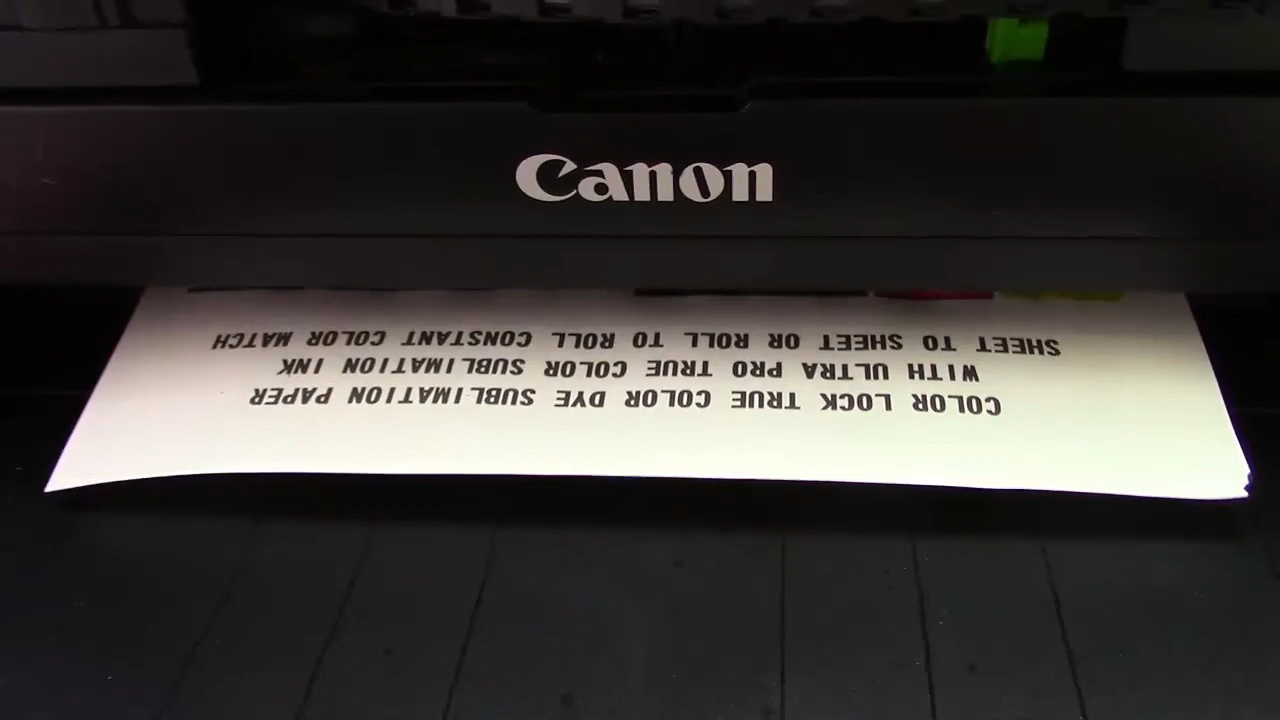 Canon
COLOR LOCK TRUE COLOR DYE SUBLIMATION PAPER
WITH ULTRA PRO TRUE COLOR SUBLIMATION INK
SHEET TO SHEET OR ROLL TO ROLL CONSTANT COLOR MATCH